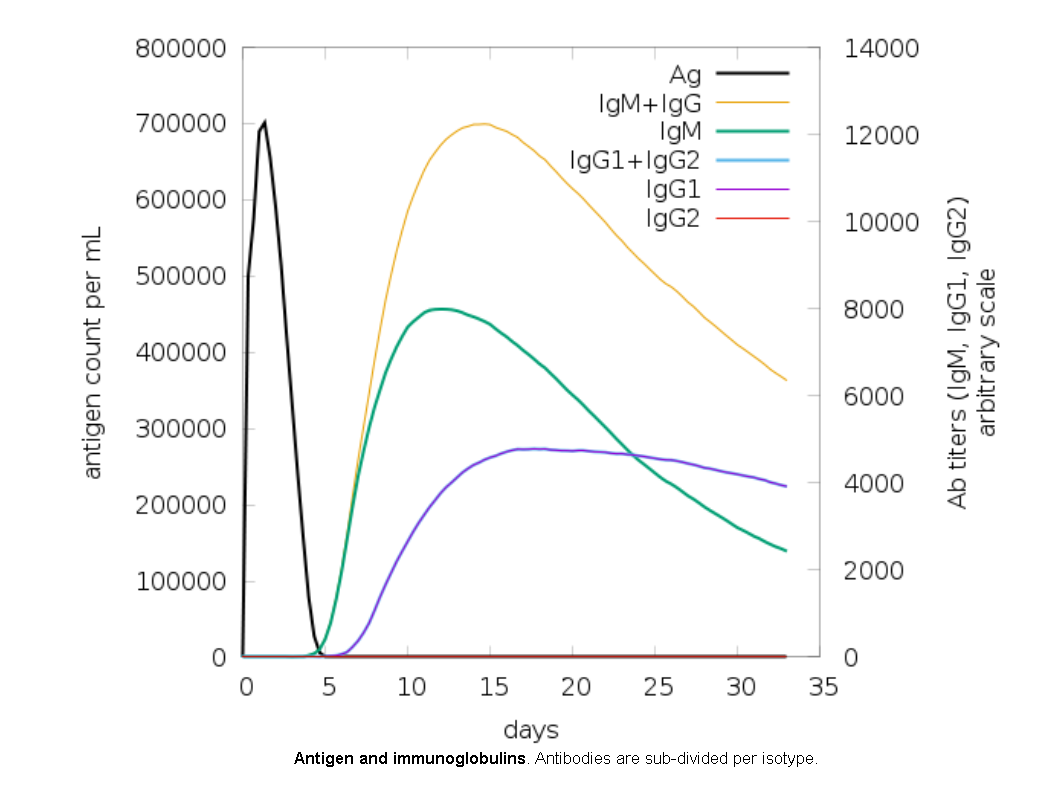 800000
700000
600000
500000
400000
300000
200000
100000
0
antigen count per mL
14000
12000
10000
8000
6000
4000
2000
0
Ab titers (IgM, IgG1, IgG2)
arbitrary scale
Ag
IgM+IgG
IgM
IgG1+IgG2
IgG1
IgG2
0 5 10 15 20 25 30 35
days
Antigen and immunoglobulins. Antibodies are sub-divided per isotype.